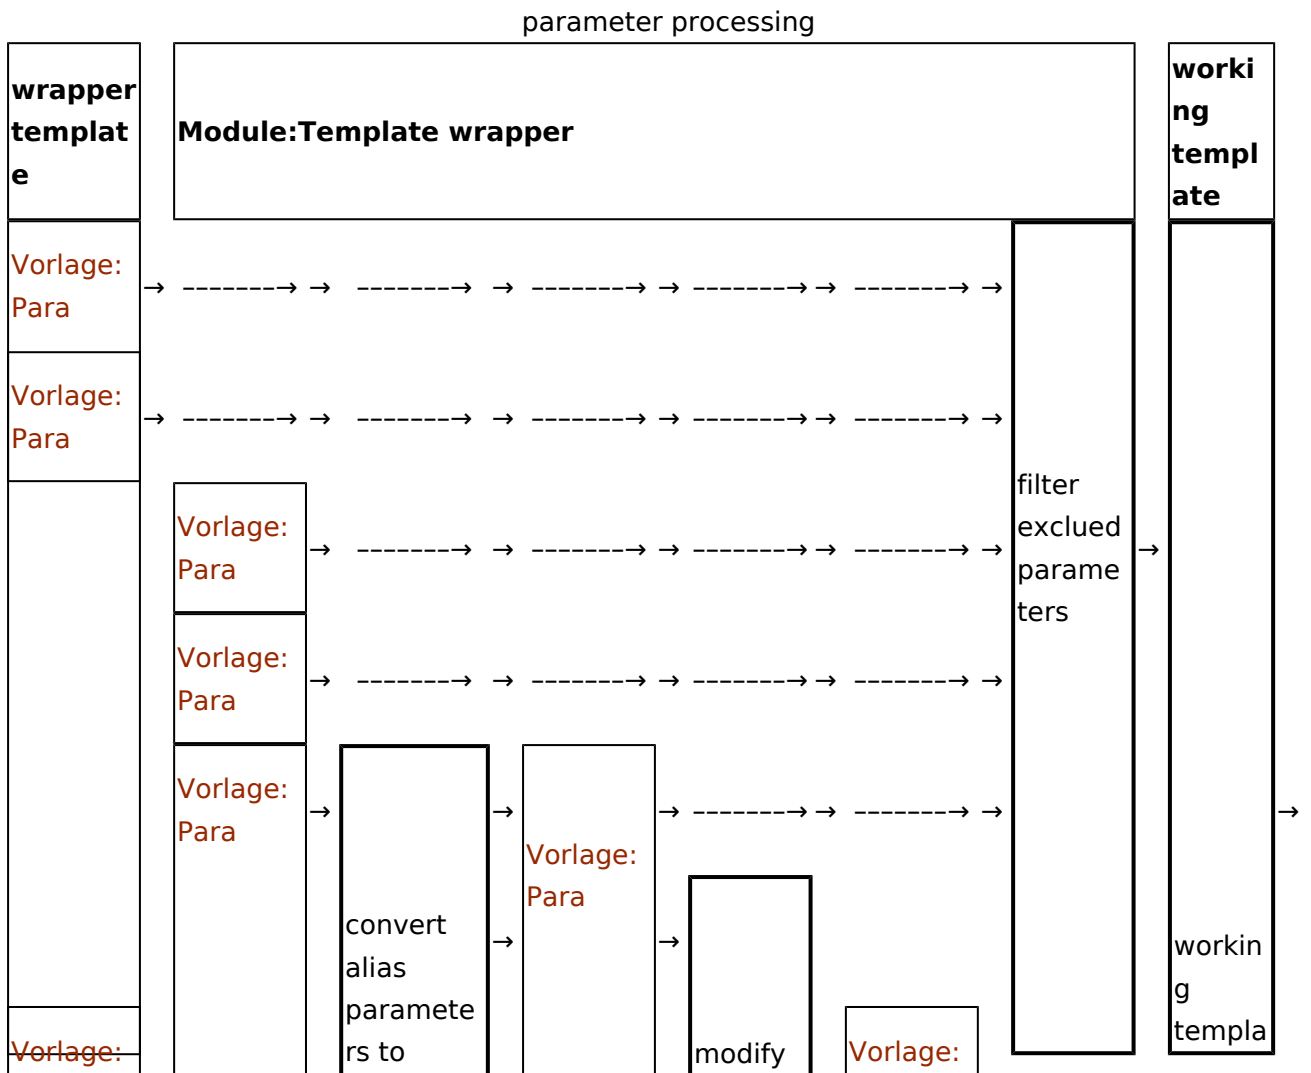 parameter processing
wrapper
templat
e
Module:Template wrapper
worki
ng
templ
ate
Vorlage:
Para
→ -------→ → -------→ → -------→ → -------→ → -------→ →
Vorlage:
Para
→ -------→ → -------→ → -------→ → -------→ → -------→ →
Vorlage:
Para
→ -------→ → -------→ → -------→ → -------→ →
filter
exclued
parame
ters
→
Vorlage:
Para
→ -------→ → -------→ → -------→ → -------→ →
Vorlage:
Para
→
convert
alias
paramete
rs to
→
→
Vorlage:
Para
→ -------→ → -------→ →
→
modify
Vorlage:
Vorlage:
workin
g
templa
→